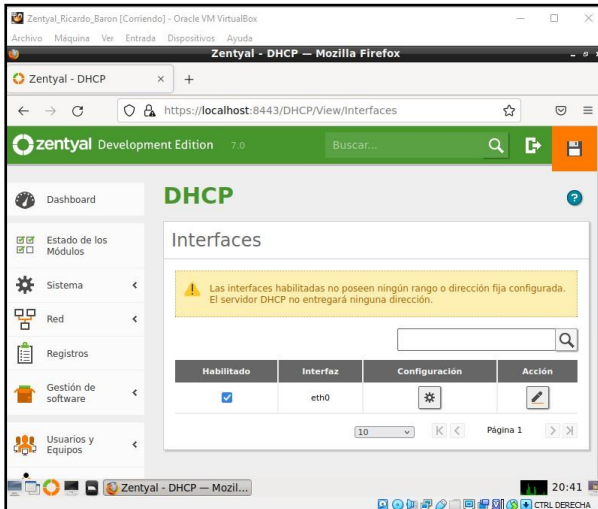 Zentyal_Ricardo_Baron [Corriendo] - Oracle VM VirtualBox
Archivo Máquina Ver Entrada Dispositivos Ayuda
Zentyal - DHCP — Mozilla Firefox
Zentyal - DHCP
https://localhost:8443/DHCP/View/Interfaces
zentyal Development Edition 7.0 Buscar...
Dashboard
Estado de los
Módulos
Sistema
Red
Registros
Gestión de
software
Usuarios y
Equipos
DHCP
Interfaces
Las interfaces habilitadas no poseen ningún rango o dirección fija configurada.
El servidor DHCP no entregará ninguna dirección.
Habilitado Interfaz Configuración Acción
eth0
10 Página 1
Zentyal - DHCP — Mozil... 20:41
CTRL DERECHA